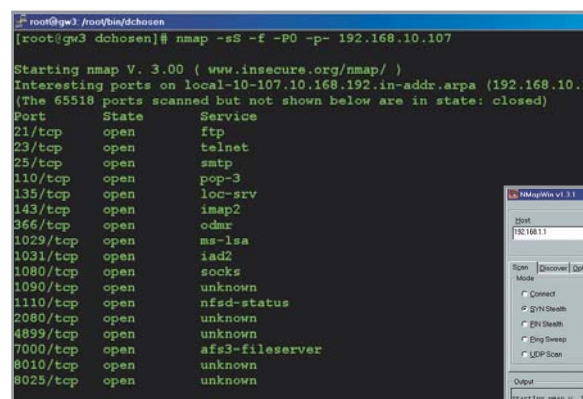 root@gw3: /root/bin/dchosen
[root@gw3 dchosen]# nmap -sS -f -P0 -p- 192.168.10.107
Starting nmap V. 3.00 ( www.insecure.org/nmap/ )
Interesting ports on local-10-107.10.168.192.in-addr.arpa (192.168.10.
(The 65518 ports scanned but not shown below are in state: closed)
Port State Service
21/tcp open ftp
23/tcp open telnet
25/tcp open smtp
110/tcp open pop-3
135/tcp open loc-srv
143/tcp open imap2
366/tcp open odmr
1029/tcp open ms-lsa
1031/tcp open iad2
1080/tcp open socks
1090/tcp open unknown
1110/tcp open nfsd-status
2080/tcp open unknown
4899/tcp open unknown
7000/tcp open afs3-fileserver
8010/tcp open unknown
8025/tcp open unknown
NMapWin v1.3.1
Host
192.168.1.1
Scan Discover Opt
Mode
Connect
SYN Stealth
FIN Stealth
Ping Sweep
UDP Scan
Output